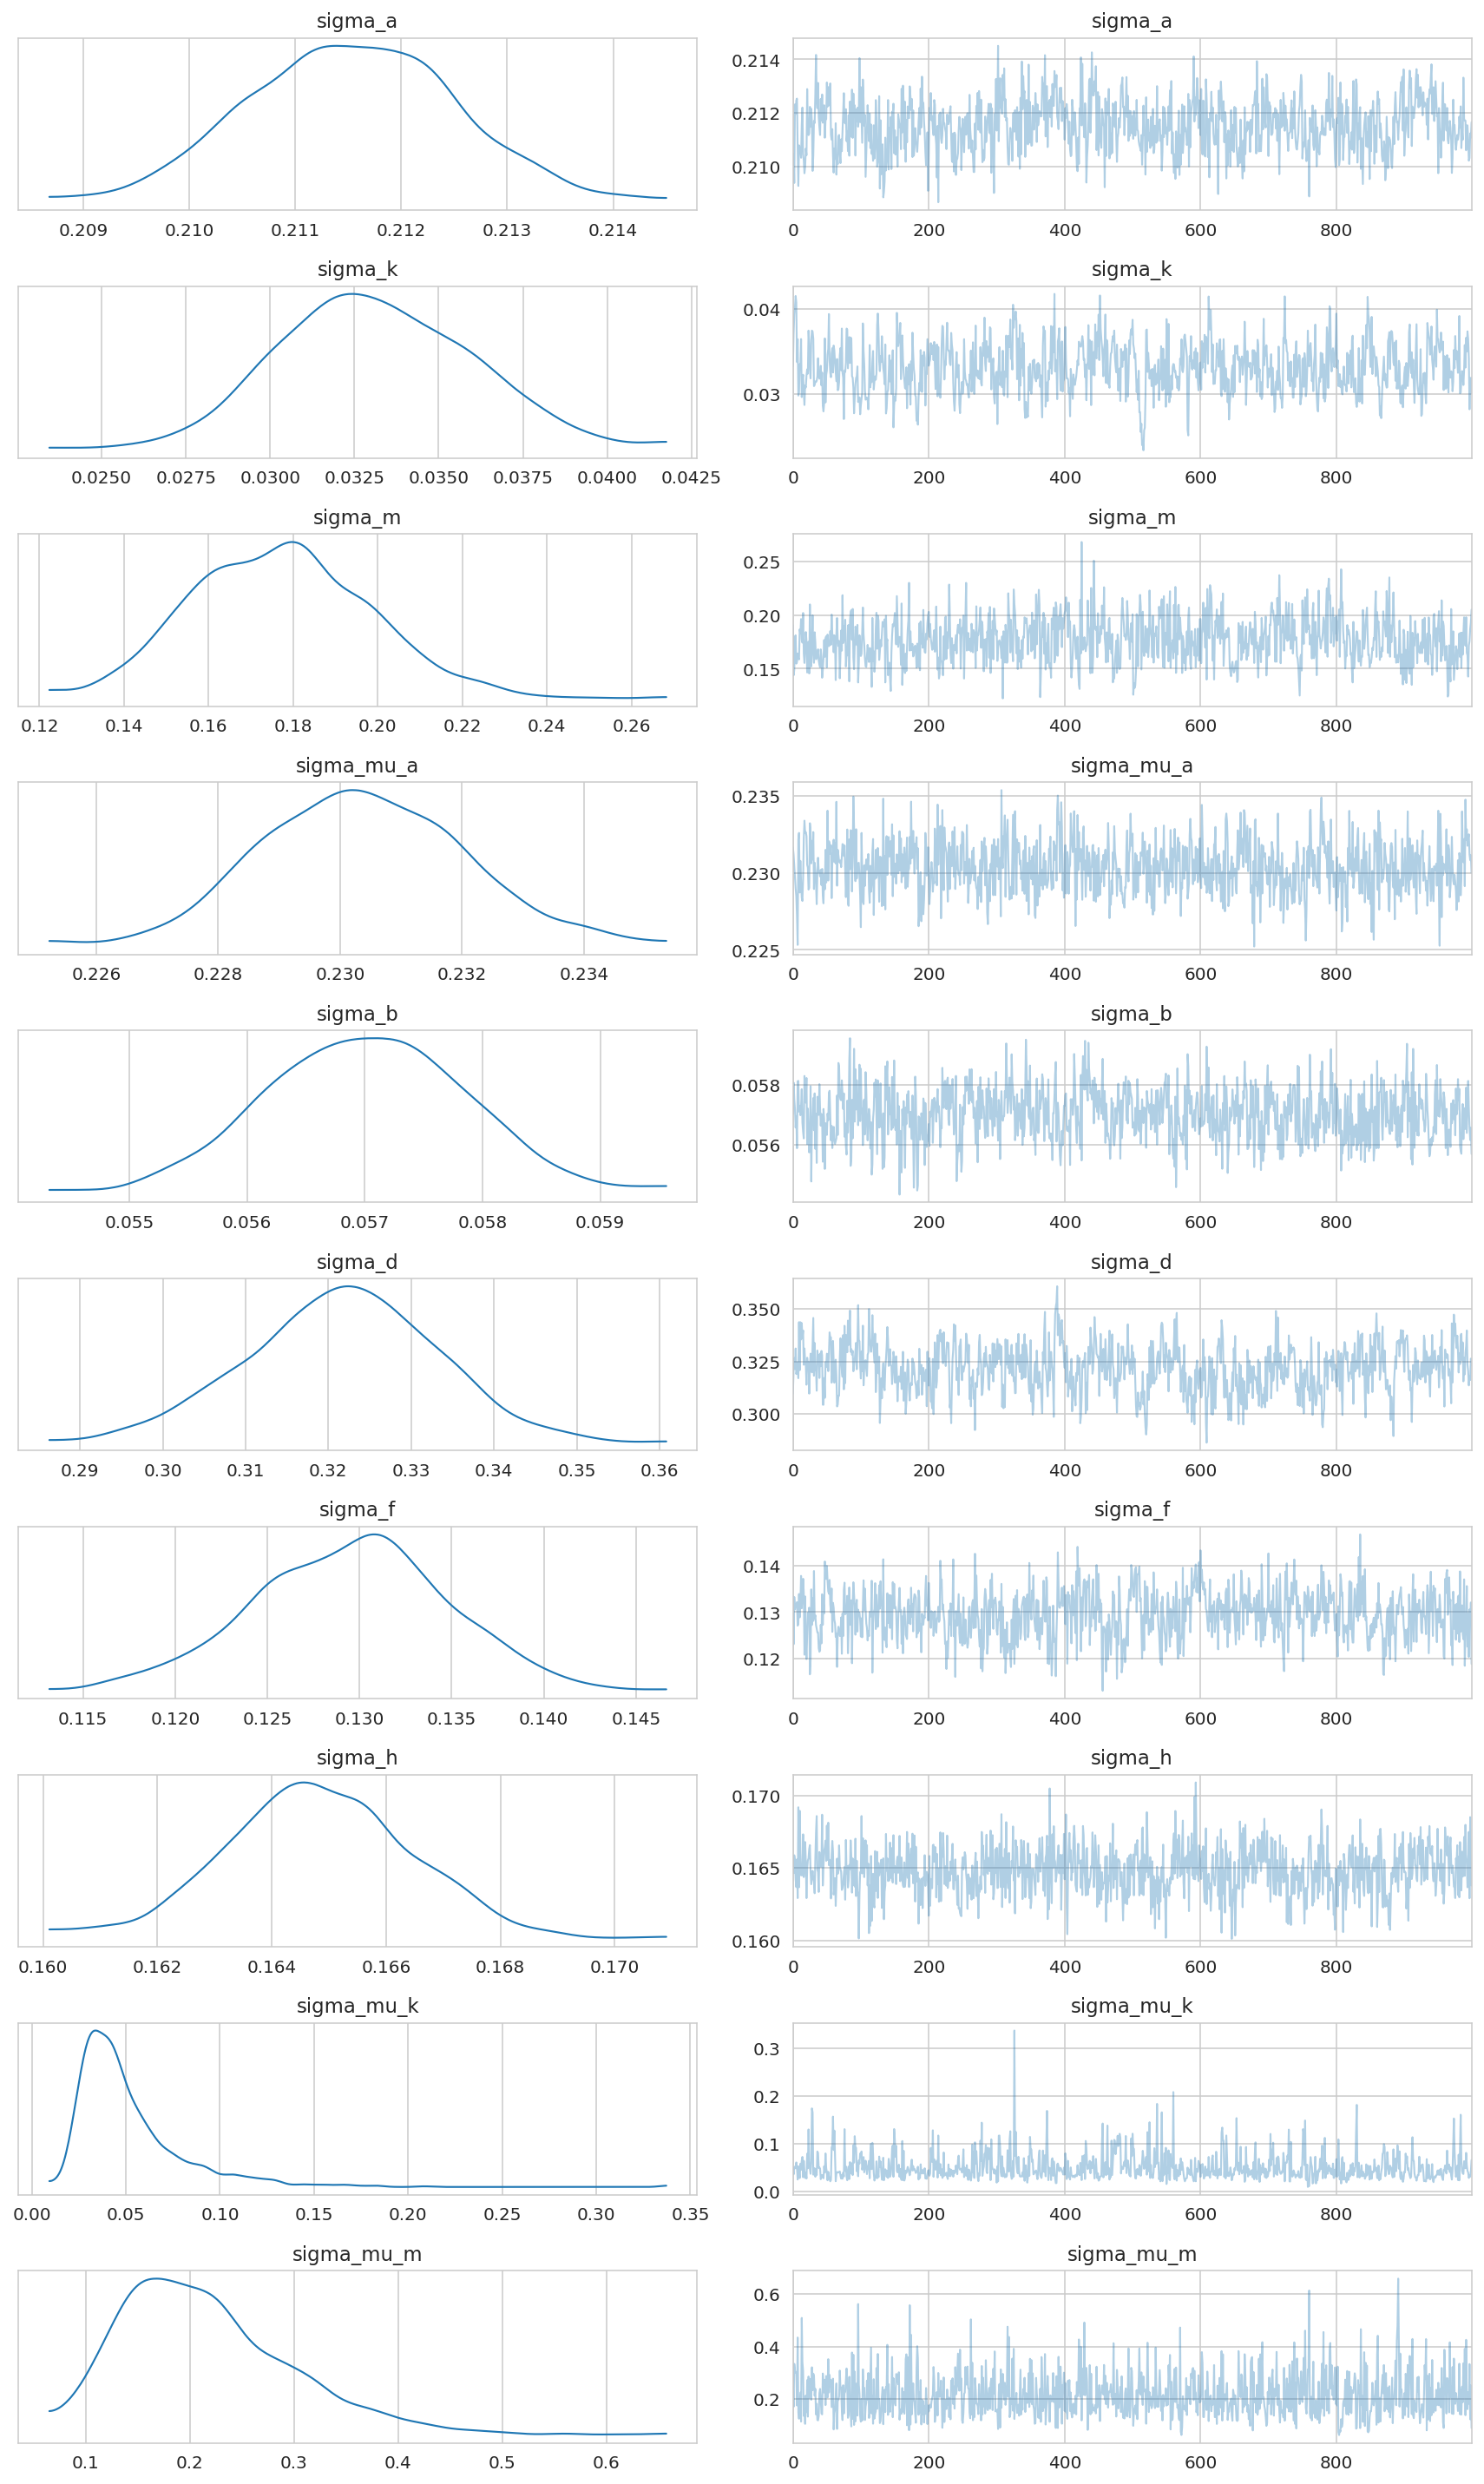 sigma_a sigma_a
0.214
0.212
0.210
0.209 0.210 0.211 0.212 0.213 0.214 0 200 400 600 800
sigma_k sigma_k
0.04
0.03
0.0250 0.0275 0.0300 0.0325 0.0350 0.0375 0.0400 0.0425 0 200 400 600 800
sigma_m sigma_m
0.25
0.20
0.15
0.12 0.14 0.16 0.18 0.20 0.22 0.24 0.26 0 200 400 600 800
sigma_mu_a sigma_mu_a
0.235
0.230
0.225
0.226 0.228 0.230 0.232 0.234 0 200 400 600 800
sigma_b sigma_b
0.058
0.056
0.055 0.056 0.057 0.058 0.059 0 200 400 600 800
sigma_d sigma_d
0.350
0.325
0.300
0.29 0.30 0.31 0.32 0.33 0.34 0.35 0.36 0 200 400 600 800
sigma_f sigma_f
0.14
0.13
0.12
0.115 0.120 0.125 0.130 0.135 0.140 0.145 0 200 400 600 800
sigma_h sigma_h
0.170
0.165
0.160
0.160 0.162 0.164 0.166 0.168 0.170 0 200 400 600 800
sigma_mu_k sigma_mu_k
0.3
0.2
0.1
0.0
0.00 0.05 0.10 0.15 0.20 0.25 0.30 0.35 0 200 400 600 800
sigma_mu_m sigma_mu_m
0.6
0.4
0.2
0.1 0.2 0.3 0.4 0.5 0.6 0 200 400 600 800